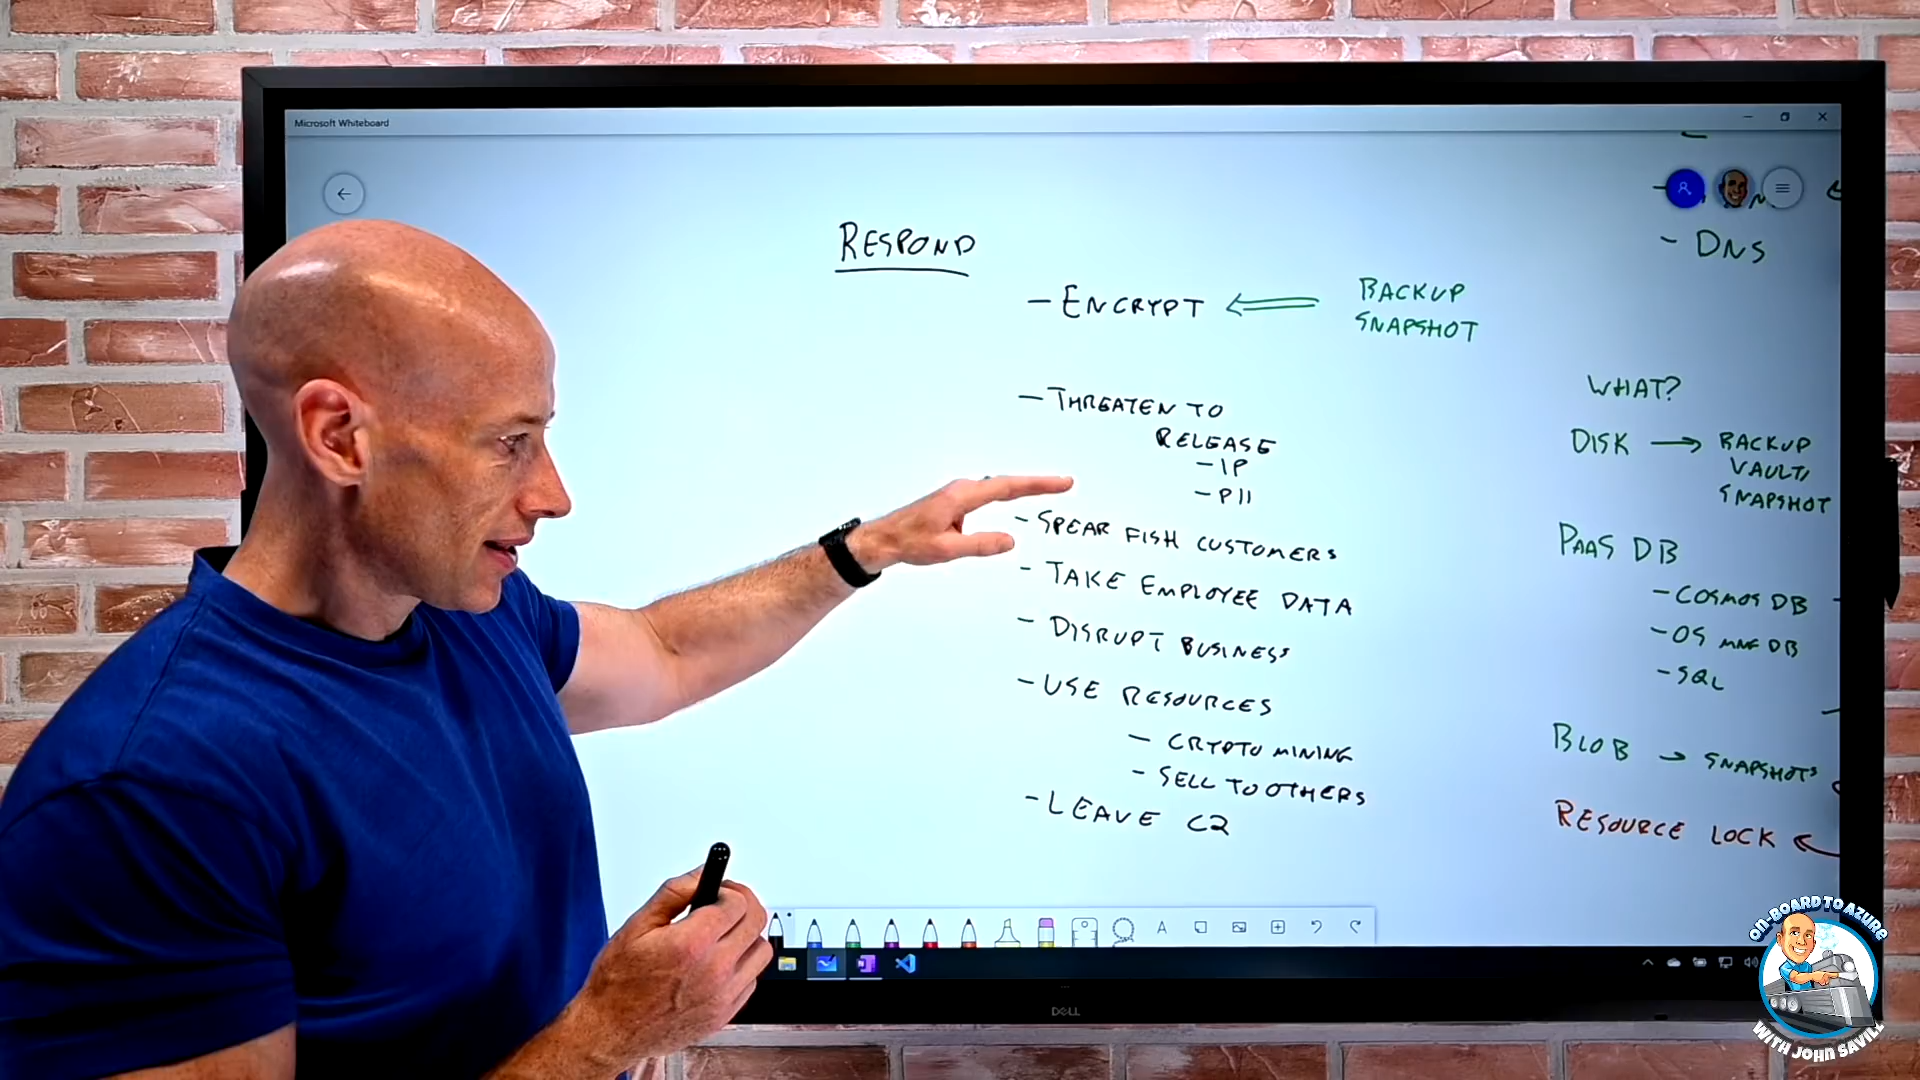 Microsoft Whiteboard
RESPOND
- DNS
- ENCRYPT
BACKUP
SNAPSHOT
- THREATEN TO
RELEASE
- IP
- PII
- SPEAR FISH CUSTOMERS
- TAKE EMPLOYEE DATA
- DISRUPT BUSINESS
- USE RESOURCES
- CRYPTO MINING
- SELL TO OTHERS
- LEAVE C2
WHAT?
DISK → BACKUP
VAULT,
SNAPSHOT
PAAS DB
- COSMOS DB
- OS MNG DB
- SQL
BLOB → SNAPSHOTS
RESOURCE LOCK
DELL
ON-BOARD TO AZURE
WITH JOHN SAVILL